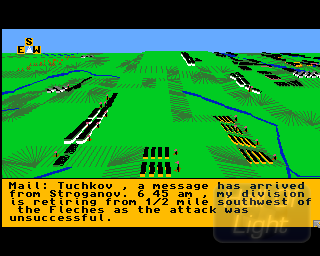 S
E W
Mail: Tuchkov , a message has arrived
from Stroganov. 6 45 am , my division
is retiring from 1/2 mile southwest of
the Fleches as the attack was
unsuccessful.
Light